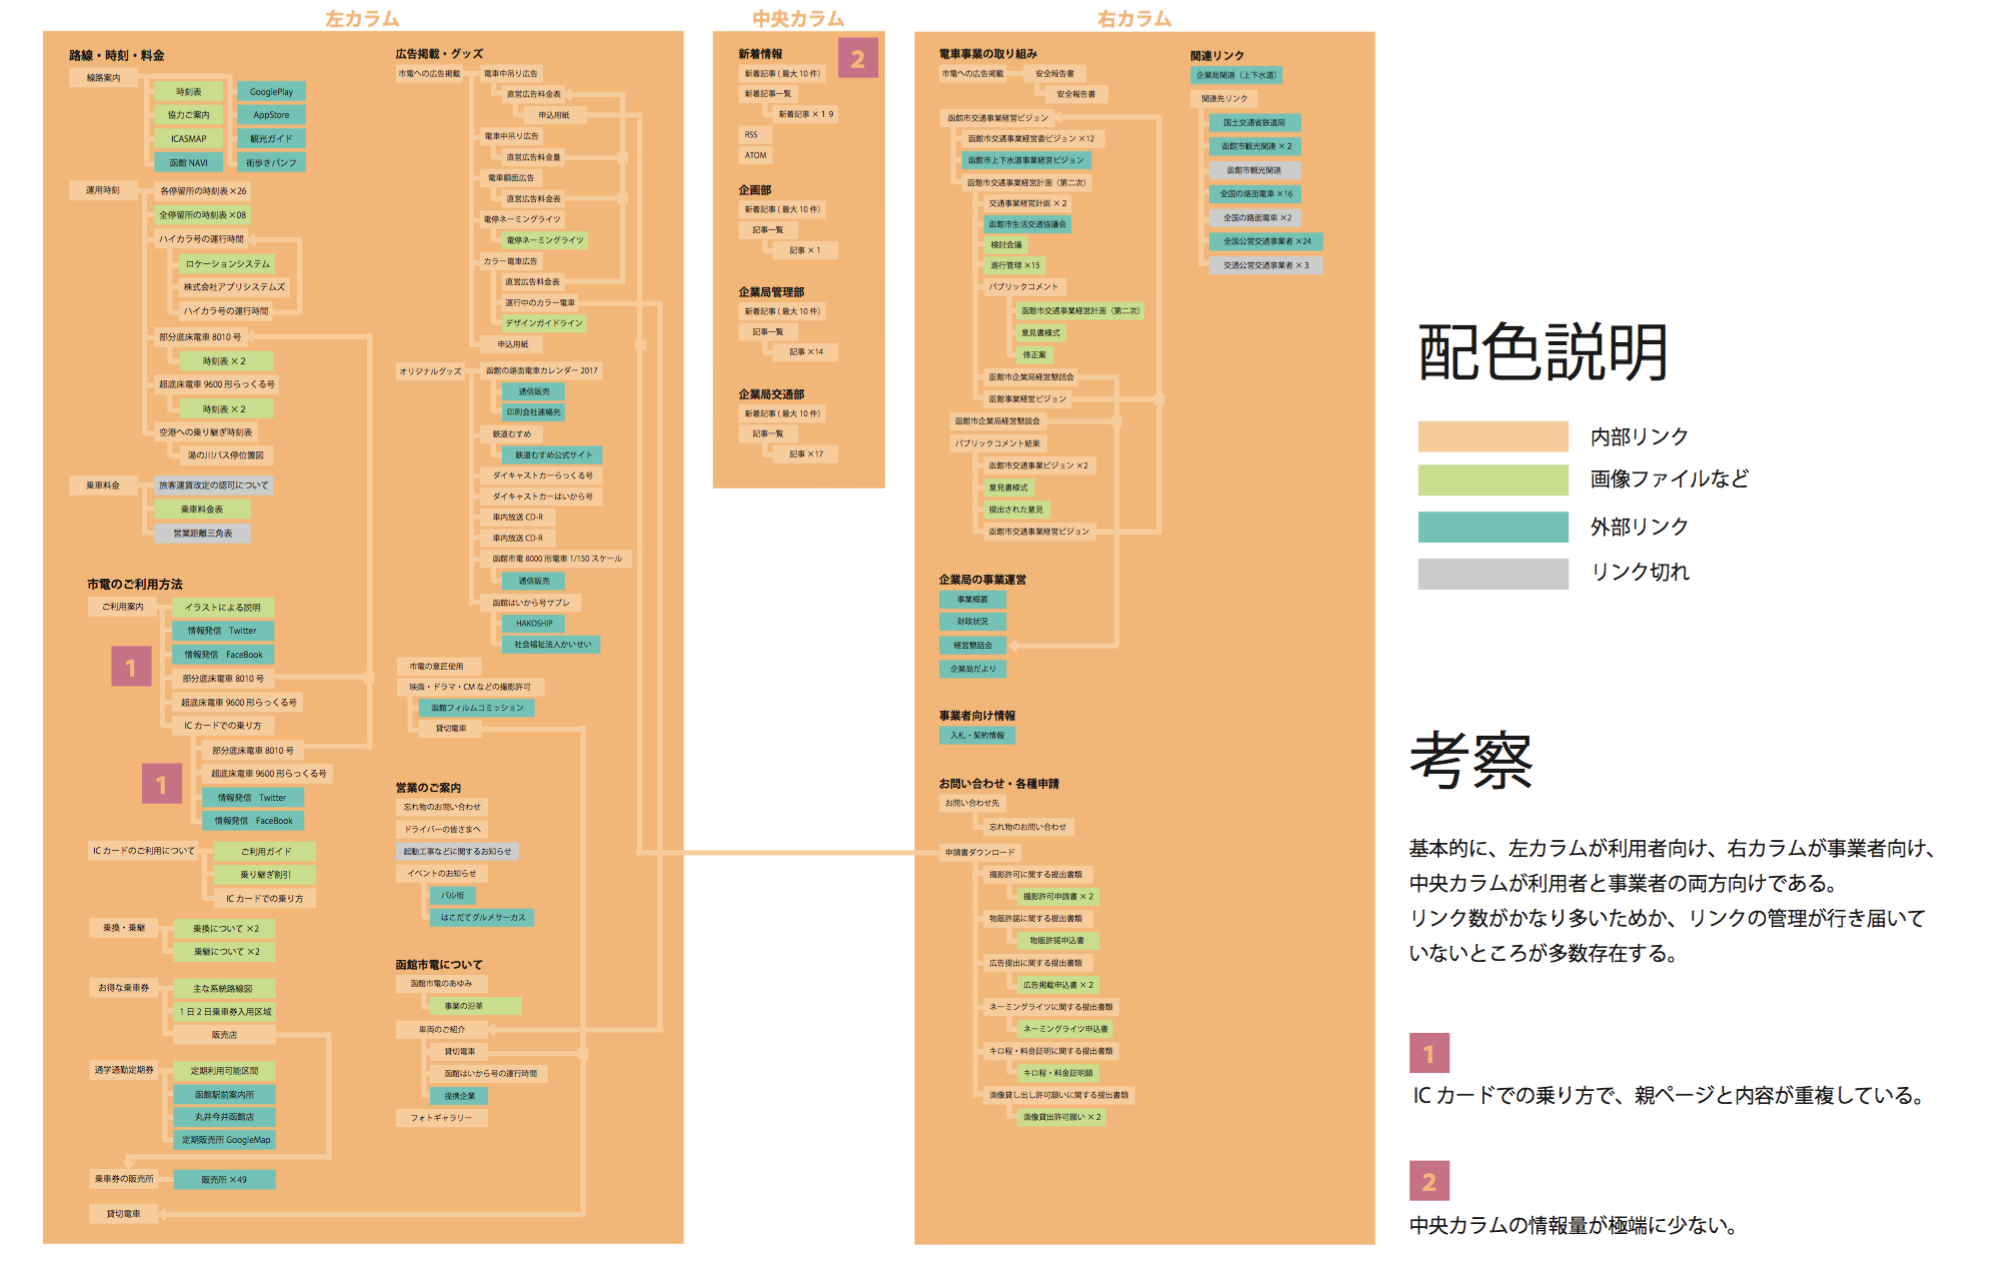 左カラム
路線・時刻・料金
線路案内
時刻表
協力ご案内
ICASMAP
函館 NAVI
GooglePlay
AppStore
観光ガイド
街歩きパンフ
運用時刻
各停留所の時刻表×26
全停留所の時刻表×08
ハイカラ号の運行時間
ロケーションシステム
株式会社アプリシステムズ
ハイカラ号の運行時間
部分底床電車 8010 号
時刻表 × 2
超底床電車 9600 形らっくる号
時刻表 × 2
空港への乗り継ぎ時刻表
湯の川バス停位置図
乗車料金
旅客運賃改定の認可について
乗車料金表
営業距離三角表
市電のご利用方法
ご利用案内
イラストによる説明
情報発信　Twitter
情報発信　FaceBook
1
部分底床電車 8010 号
超底床電車 9600 形らっくる号
IC カードでの乗り方
部分底床電車 8010 号
超底床電車 9600 形らっくる号
1
情報発信　Twitter
情報発信　FaceBook
IC カードのご利用について
ご利用ガイド
乗り継ぎ割引
IC カードでの乗り方
乗換・乗継
乗換について ×2
乗継について ×2
お得な乗車券
主な系統路線図
1 日 2 日乗車券入用区域
販売店
通学通勤定期券
定期利用可能区間
函館駅前案内所
丸井今井函館店
定期販売所 GoogleMap
乗車券の販売所
販売所 ×49
貸切電車
広告掲載・グッズ
市電への広告掲載
電車中吊り広告
直営広告料金表
申込用紙
電車中吊り広告
直営広告料金量
電車額面広告
直営広告料金表
電停ネーミングライツ
電停ネーミングライツ
カラー電車広告
直営広告料金表
運行中のカラー電車
デザインガイドライン
申込用紙
オリジナルグッズ
函館の路面電車カレンダー 2017
通信販売
印刷会社連絡先
鉄道むすめ
鉄道むすめ公式サイト
ダイキャストカーらっくる号
ダイキャストカーはいから号
車内放送 CD-R
車内放送 CD-R
函館市電 8000 形電車 1/150 スケール
通信販売
函館はいから号サブレ
HAKOSHIP
社会福祉法人かいせい
市電の意匠使用
映画・ドラマ・CM などの撮影許可
函館フィルムコミッション
貸切電車
営業のご案内
忘れ物のお問い合わせ
ドライバーの皆さまへ
起動工事などに関するお知らせ
イベントのお知らせ
バル街
はこだてグルメサーカス
函館市電について
函館市電のあゆみ
事業の沿革
車両のご紹介
貸切電車
函館はいから号の運行時間
提携企業
フォトギャラリー
中央カラム
2
新着情報
新着記事 ( 最大 10 件）
新着記事一覧
新着記事 × 1 9
RSS
ATOM
企画部
新着記事 ( 最大 10 件）
記事一覧
記事 × 1
企業局管理部
新着記事 ( 最大 10 件）
記事一覧
記事 ×14
企業局交通部
新着記事 ( 最大 10 件）
記事一覧
記事 ×17
右カラム
電車事業の取り組み
市電への広告掲載
安全報告書
安全報告書
函館市交通事業経営ビジョン
函館市交通事業経営委ビジョン ×12
函館市上下水道事業経営ビジョン
函館市交通事業経営計画（第二次）
交通事業経営計画 × 2
函館市生活交通協議会
検討会議
進行管理 ×15
パブリックコメント
函館市交通事業経営計画（第二次）
意見書様式
修正案
函館市企業局経営懇話会
函館事業経営ビジョン
函館市企業局経営懇談会
パブリックコメント結果
函館市交通事業ビジョン ×2
意見書様式
提出された意見
函館市交通事業経営ビジョン
企業局の事業運営
事業概要
財政状況
経営懇話会
企業局だより
事業者向け情報
入札・契約情報
お問い合わせ・各種申請
お問い合わせ先
忘れ物のお問い合わせ
申請書ダウンロード
撮影許可に関する提出書類
撮影許可申請書 × 2
物販許諾に関する提出書類
物販許諾申込書
広告提出に関する提出書類
広告掲載申込書 × 2
ネーミングライツに関する提出書類
ネーミングライツ申込書
キロ程・料金証明に関する提出書類
キロ程・料金証明願
画像貸し出し許可願いに関する提出書類
画像貸出許可願い × 2
関連リンク
企業局関連（上下水道）
関連先リンク
国土交通省鉄道局
函館市観光関連 × 2
函館市観光関連
全国の路面電車 ×16
全国の路面電車 ×2
全国公営交通事業者 ×24
交通公営交通事業者 × 3
配色説明
内部リンク
画像ファイルなど
外部リンク
リンク切れ
考察
基本的に、左カラムが利用者向け、右カラムが事業者向け、
中央カラムが利用者と事業者の両方向けである。
リンク数がかなり多いためか、リンクの管理が行き届いて
いないところが多数存在する。
1
IC カードでの乗り方で、親ページと内容が重複している。
2
中央カラムの情報量が極端に少ない。